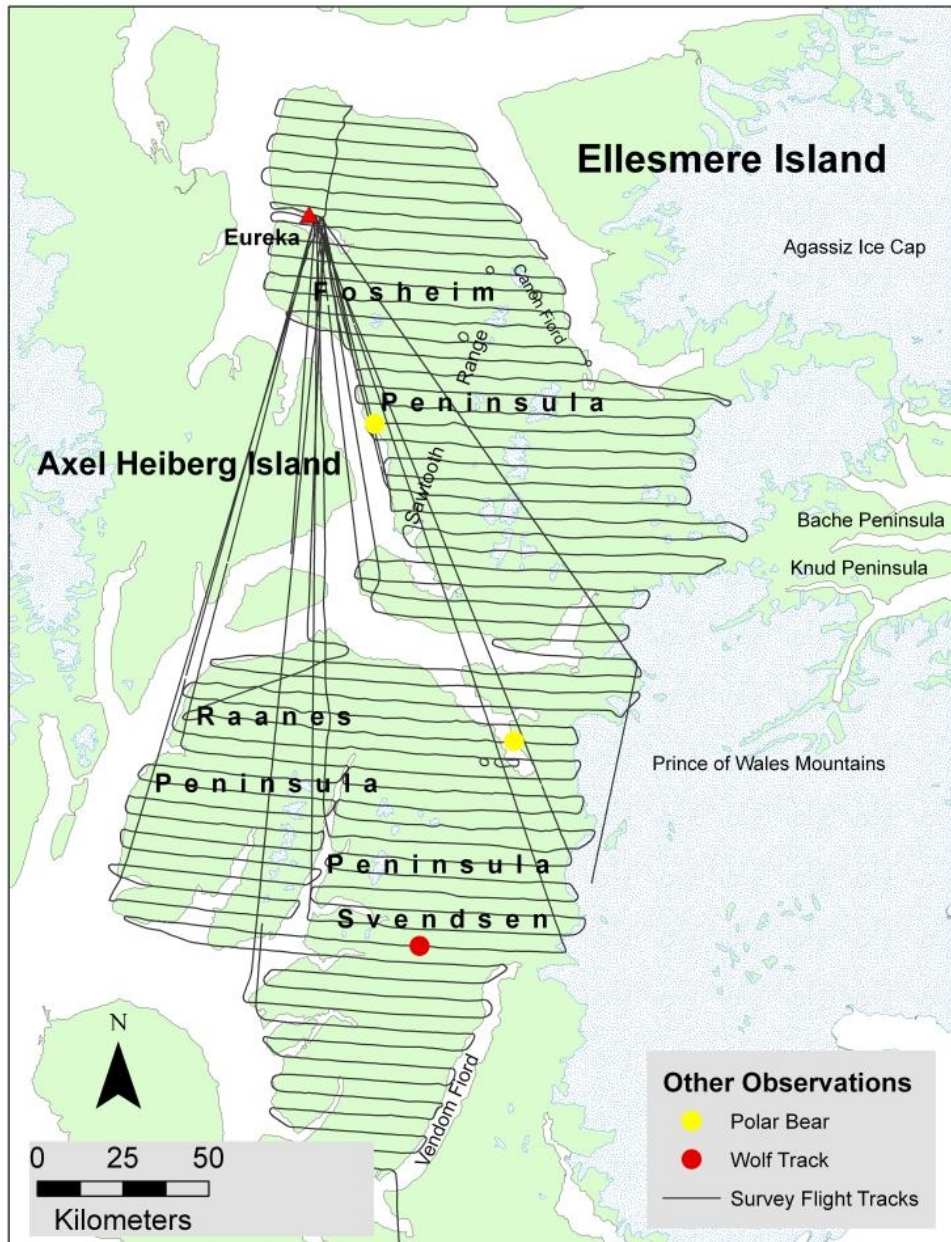 Ellesmere Island
Eureka
Agassiz Ice Cap
Canon Fiord
Fosheim
Range
Peninsula
Axel Heiberg Island
Sawtooth
Bache Peninsula
Knud Peninsula
Raanes
Prince of Wales Mountains
Peninsula
Peninsula
Svendsen
N
Vendom Fiord
0 25 50
Kilometers
Other Observations
Polar Bear
Wolf Track
Survey Flight Tracks